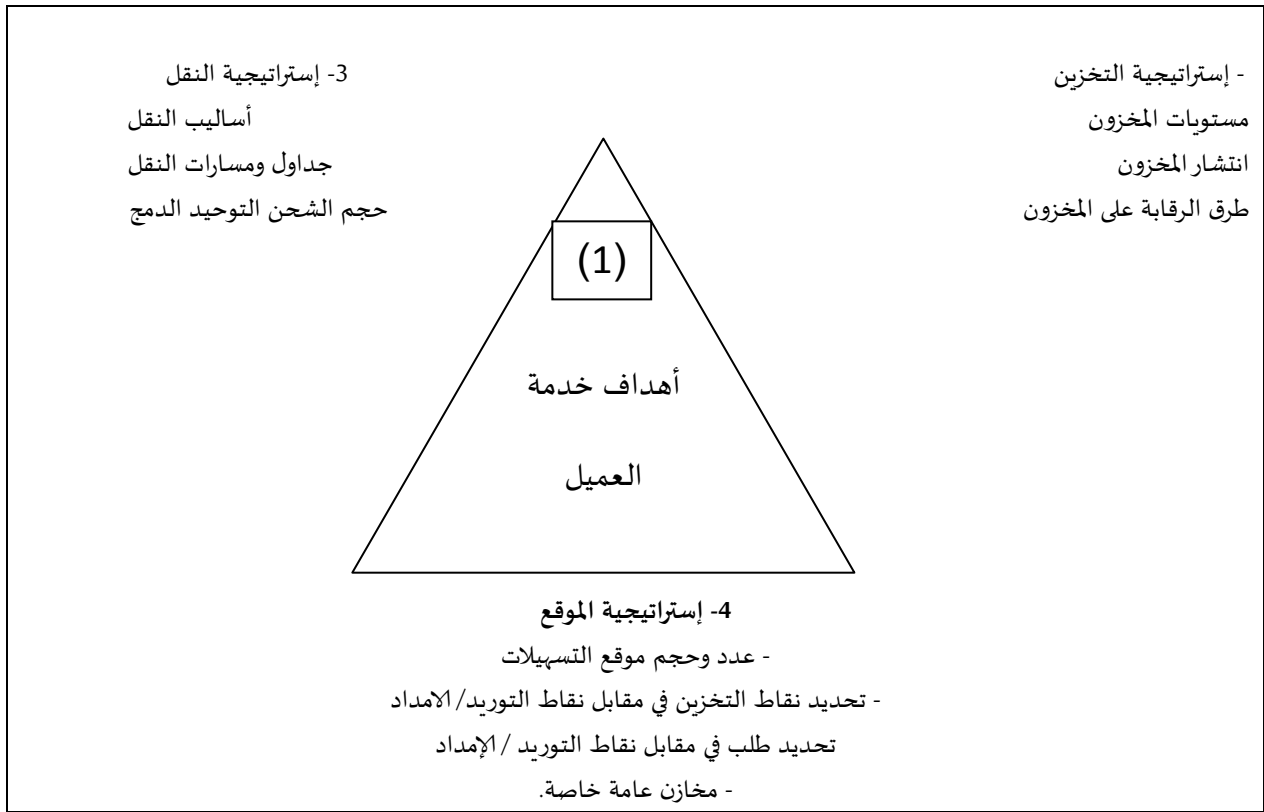 - إستراتيجية التخزين
مستويات المخزون
انتشار المخزون
طرق الرقابة على المخزون
3- إستراتيجية النقل
أساليب النقل
جداول ومسارات النقل
حجم الشحن التوحيد الدمج
(1)
أهداف خدمة
العميل
4- إستراتيجية الموقع
- عدد وحجم موقع التسهيلات
- تحديد نقاط التخزين في مقابل نقاط التوريد/ الامداد
تحديد طلب في مقابل نقاط التوريد / الإمداد
- مخازن عامة خاصة.